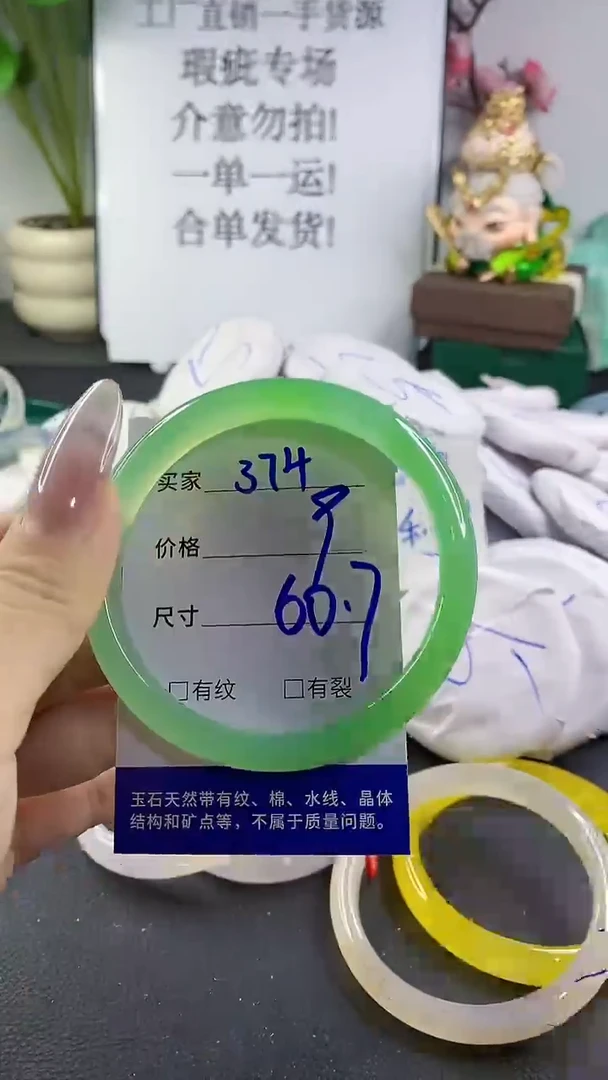 工厂直销一手货源
瑕疵专场
介意勿拍!
一单一运!
合单发货!
买家 374
价格
尺寸 60.7
□有纹 □有裂
玉石天然带有纹、棉、水线、晶体
结构和矿点等，不属于质量问题。